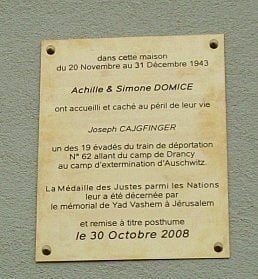 dans cette maison
du 20 Novembre au 31 Décembre 1943
Achille & Simone DOMICE
ont accueilli et caché au péril de leur vie
Joseph CAJGFINGER
un des 19 évadés du train de déportation
N° 62 allant du camp de Drancy
au camp d'extermination d'Auschwitz.
La Médaille des Justes parmi les Nations
leur a été décernée par
le mémorial de Yad Vashem à Jérusalem
et remise à titre posthume
le 30 Octobre 2008